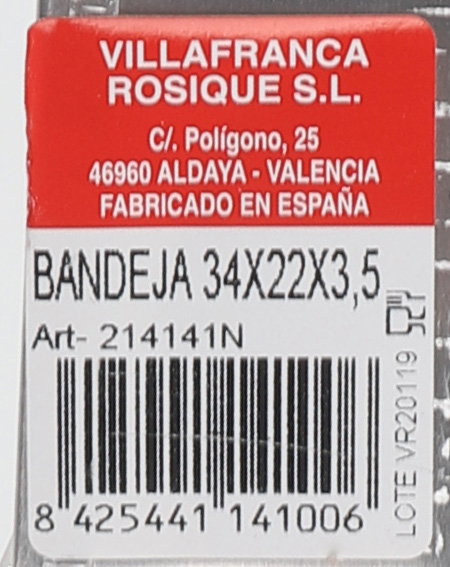 VILLAFRANCA
ROSIQUE S.L.
C/. Polígono, 25
46960 ALDAYA - VALENCIA
FABRICADO EN ESPAÑA
BANDEJA 34X22X3,5
Art- 214141N
LOTE VR20119
8 425441 141006